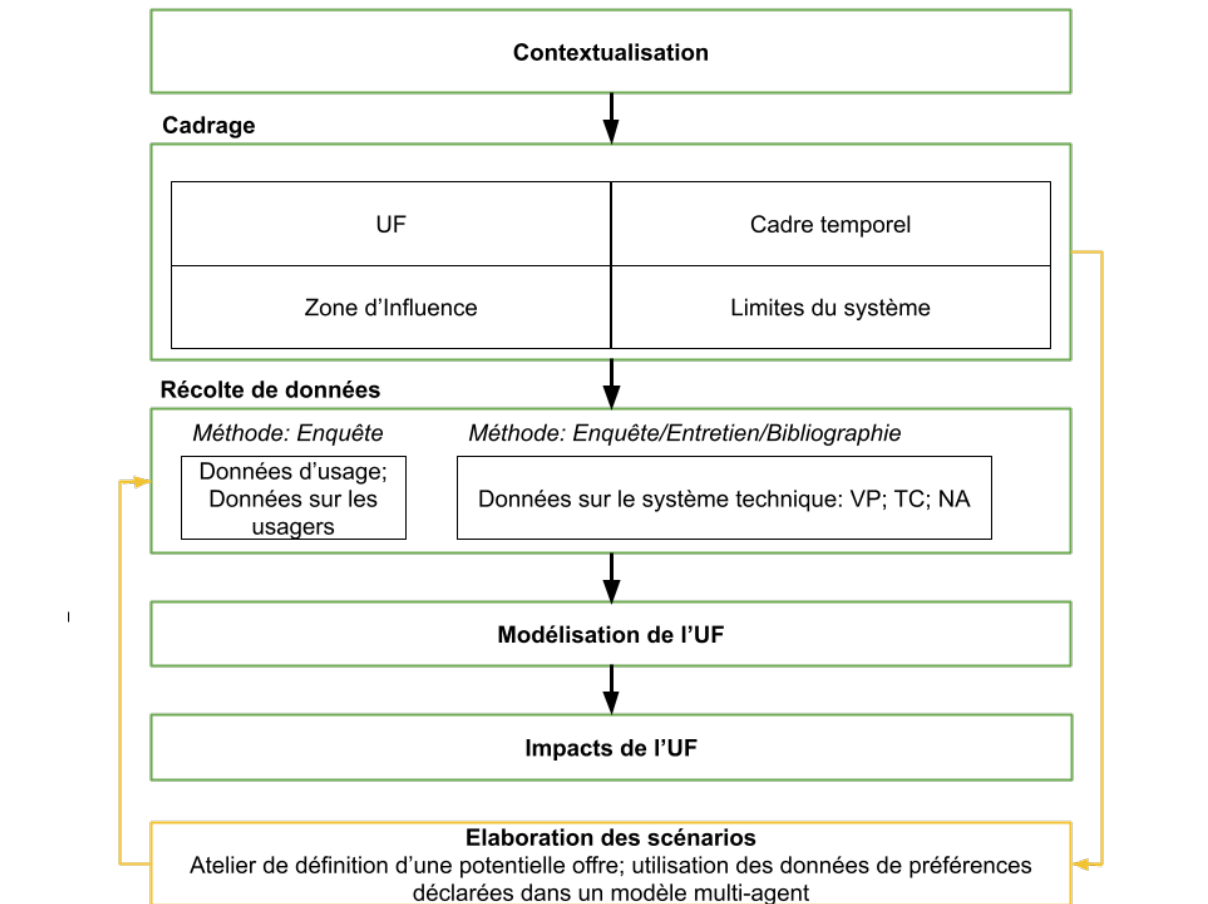 Contextualisation
Cadrage
UF
Cadre temporel
Zone d’Influence
Limites du système
Récolte de données
Méthode: Enquête
Méthode: Enquête/Entretien/Bibliographie
Données d’usage;
Données sur les
usagers
Données sur le système technique: VP; TC; NA
Modélisation de l’UF
Impacts de l’UF
Elaboration des scénarios
Atelier de définition d’une potentielle offre; utilisation des données de préférences
déclarées dans un modèle multi-agent